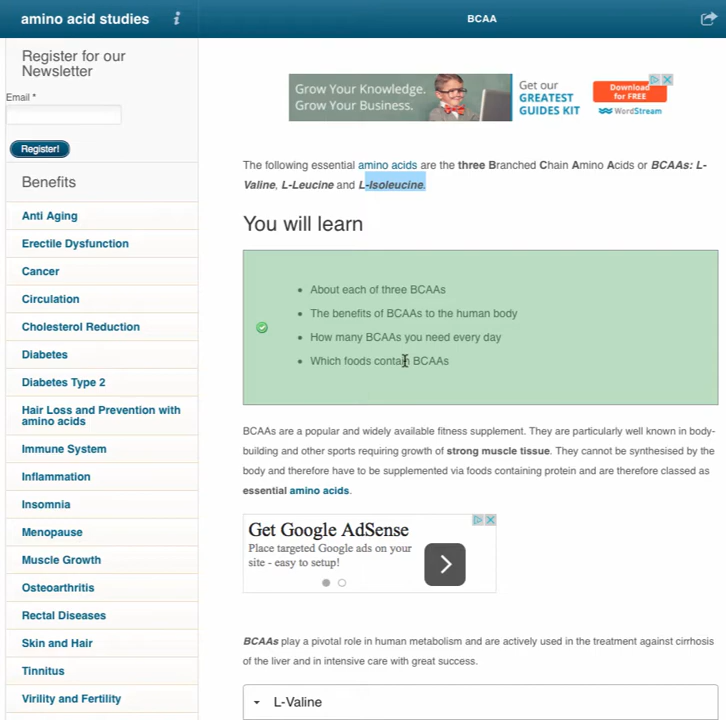 amino acid studies
BCAA
Register for our
Newsletter
Email *
Register!
Benefits
Anti Aging
Erectile Dysfunction
Cancer
Circulation
Cholesterol Reduction
Diabetes
Diabetes Type 2
Hair Loss and Prevention with
amino acids
Immune System
Inflammation
Insomnia
Menopause
Muscle Growth
Osteoarthritis
Rectal Diseases
Skin and Hair
Tinnitus
Virility and Fertility
Grow Your Knowledge.
Grow Your Business.
Get our
GREATEST
GUIDES KIT
Download
for FREE
WordStream
The following essential amino acids are the three Branched Chain Amino Acids or BCAAs: L-
Valine, L-Leucine and L-Isoleucine.
You will learn
• About each of three BCAAs
• The benefits of BCAAs to the human body
• How many BCAAs you need every day
• Which foods contain BCAAs
BCAAs are a popular and widely available fitness supplement. They are particularly well known in body-
building and other sports requiring growth of strong muscle tissue. They cannot be synthesised by the
body and therefore have to be supplemented via foods containing protein and are therefore classed as
essential amino acids.
Get Google AdSense
Place targeted Google ads on your
site - easy to setup!
BCAAs play a pivotal role in human metabolism and are actively used in the treatment against cirrhosis
of the liver and in intensive care with great success.
L-Valine